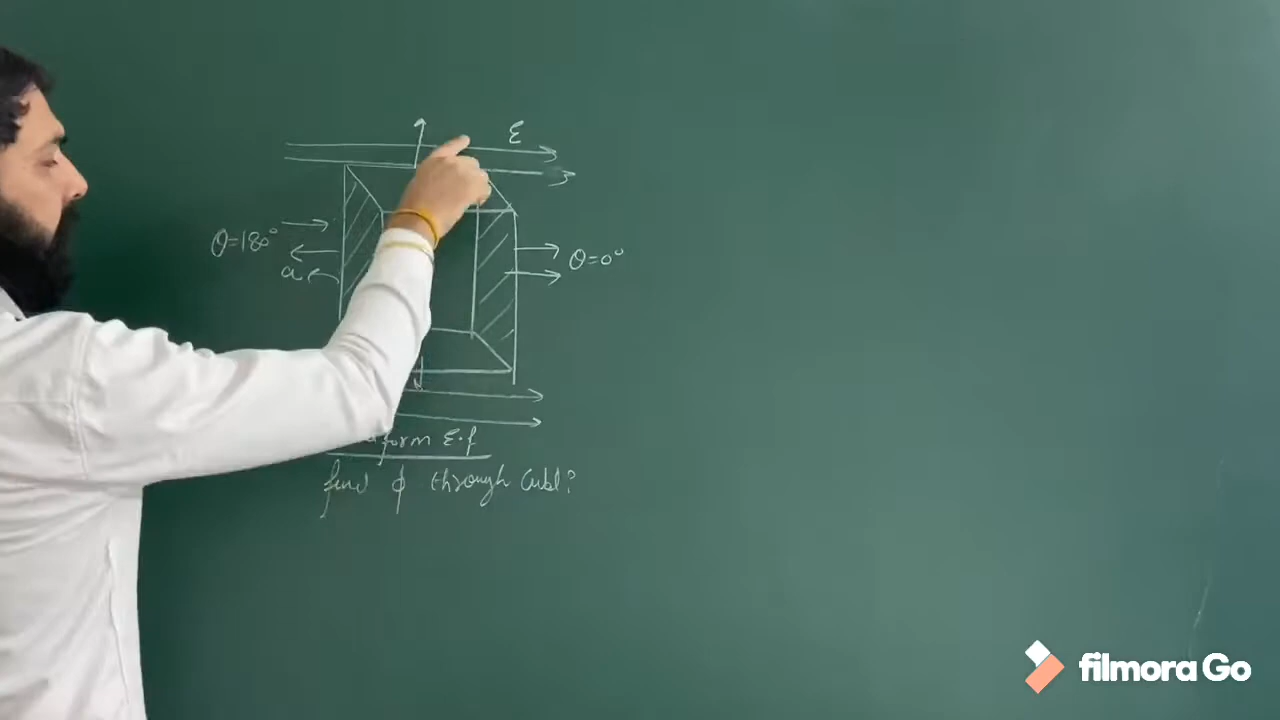 E
θ=180°
a
θ=0°
form E.f
find ϕ through Cube?
filmora Go